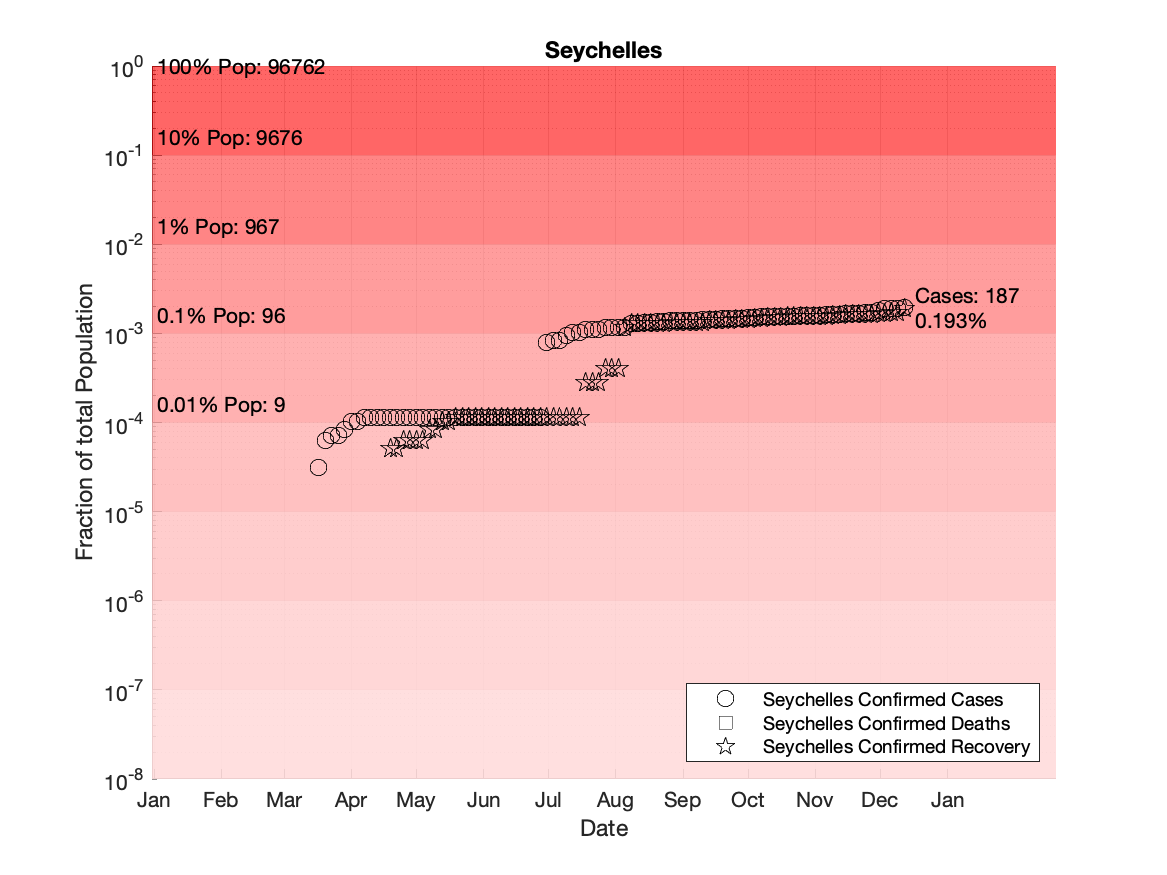 Seychelles
10^0
100% Pop: 96762
10% Pop: 9676
10^-1
1% Pop: 967
10^-2
0.1% Pop: 96
10^-3
Cases: 187
0.193%
0.01% Pop: 9
10^-4
10^-5
10^-6
10^-7
10^-8
Fraction of total Population
Seychelles Confirmed Cases
Seychelles Confirmed Deaths
Seychelles Confirmed Recovery
Jan Feb Mar Apr May Jun Jul Aug Sep Oct Nov Dec Jan
Date